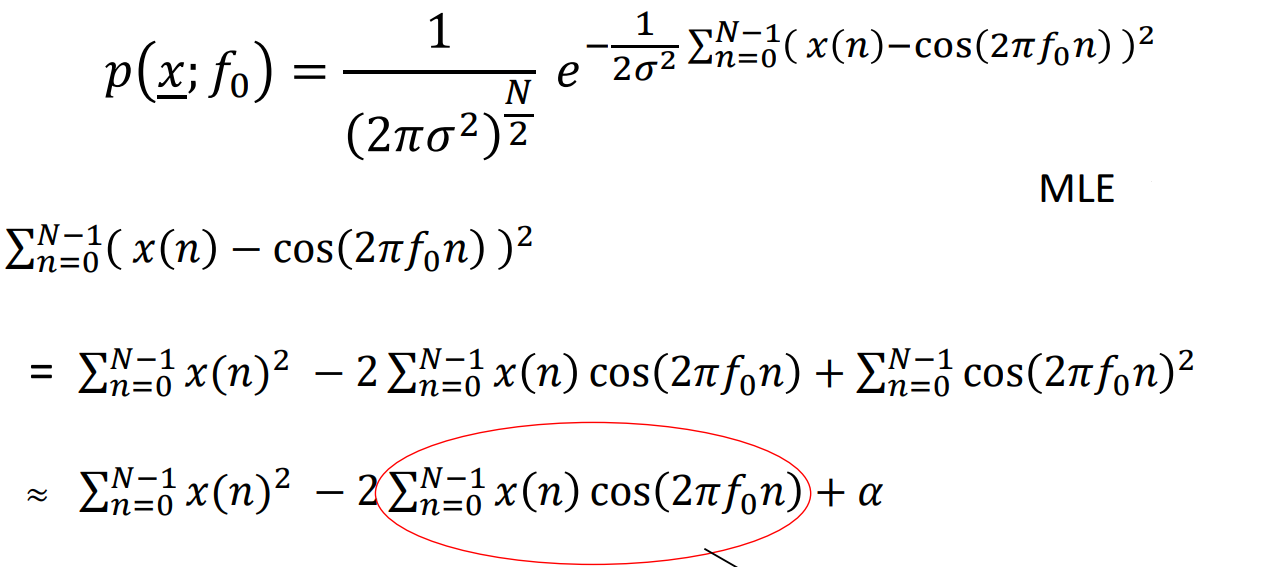 p(x; f₀) = 1 / (2πσ²)^(N/2) e^(−(1/(2σ²)) ∑_{n=0}^{N−1} ( x(n)−cos(2πf₀n) )²)
MLE
∑_{n=0}^{N−1} ( x(n) − cos(2πf₀n) )²
= ∑_{n=0}^{N−1} x(n)² − 2 ∑_{n=0}^{N−1} x(n) cos(2πf₀n) + ∑_{n=0}^{N−1} cos(2πf₀n)²
≈ ∑_{n=0}^{N−1} x(n)² − 2 ∑_{n=0}^{N−1} x(n) cos(2πf₀n) + α